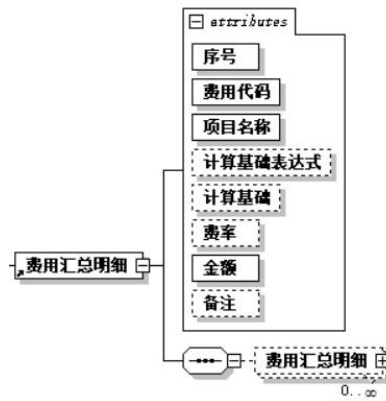 attributes
序号
费用代码
项目名称
计算基础表达式
计算基础
费率
金额
备注
费用汇总明细
费用汇总明细
0..∞